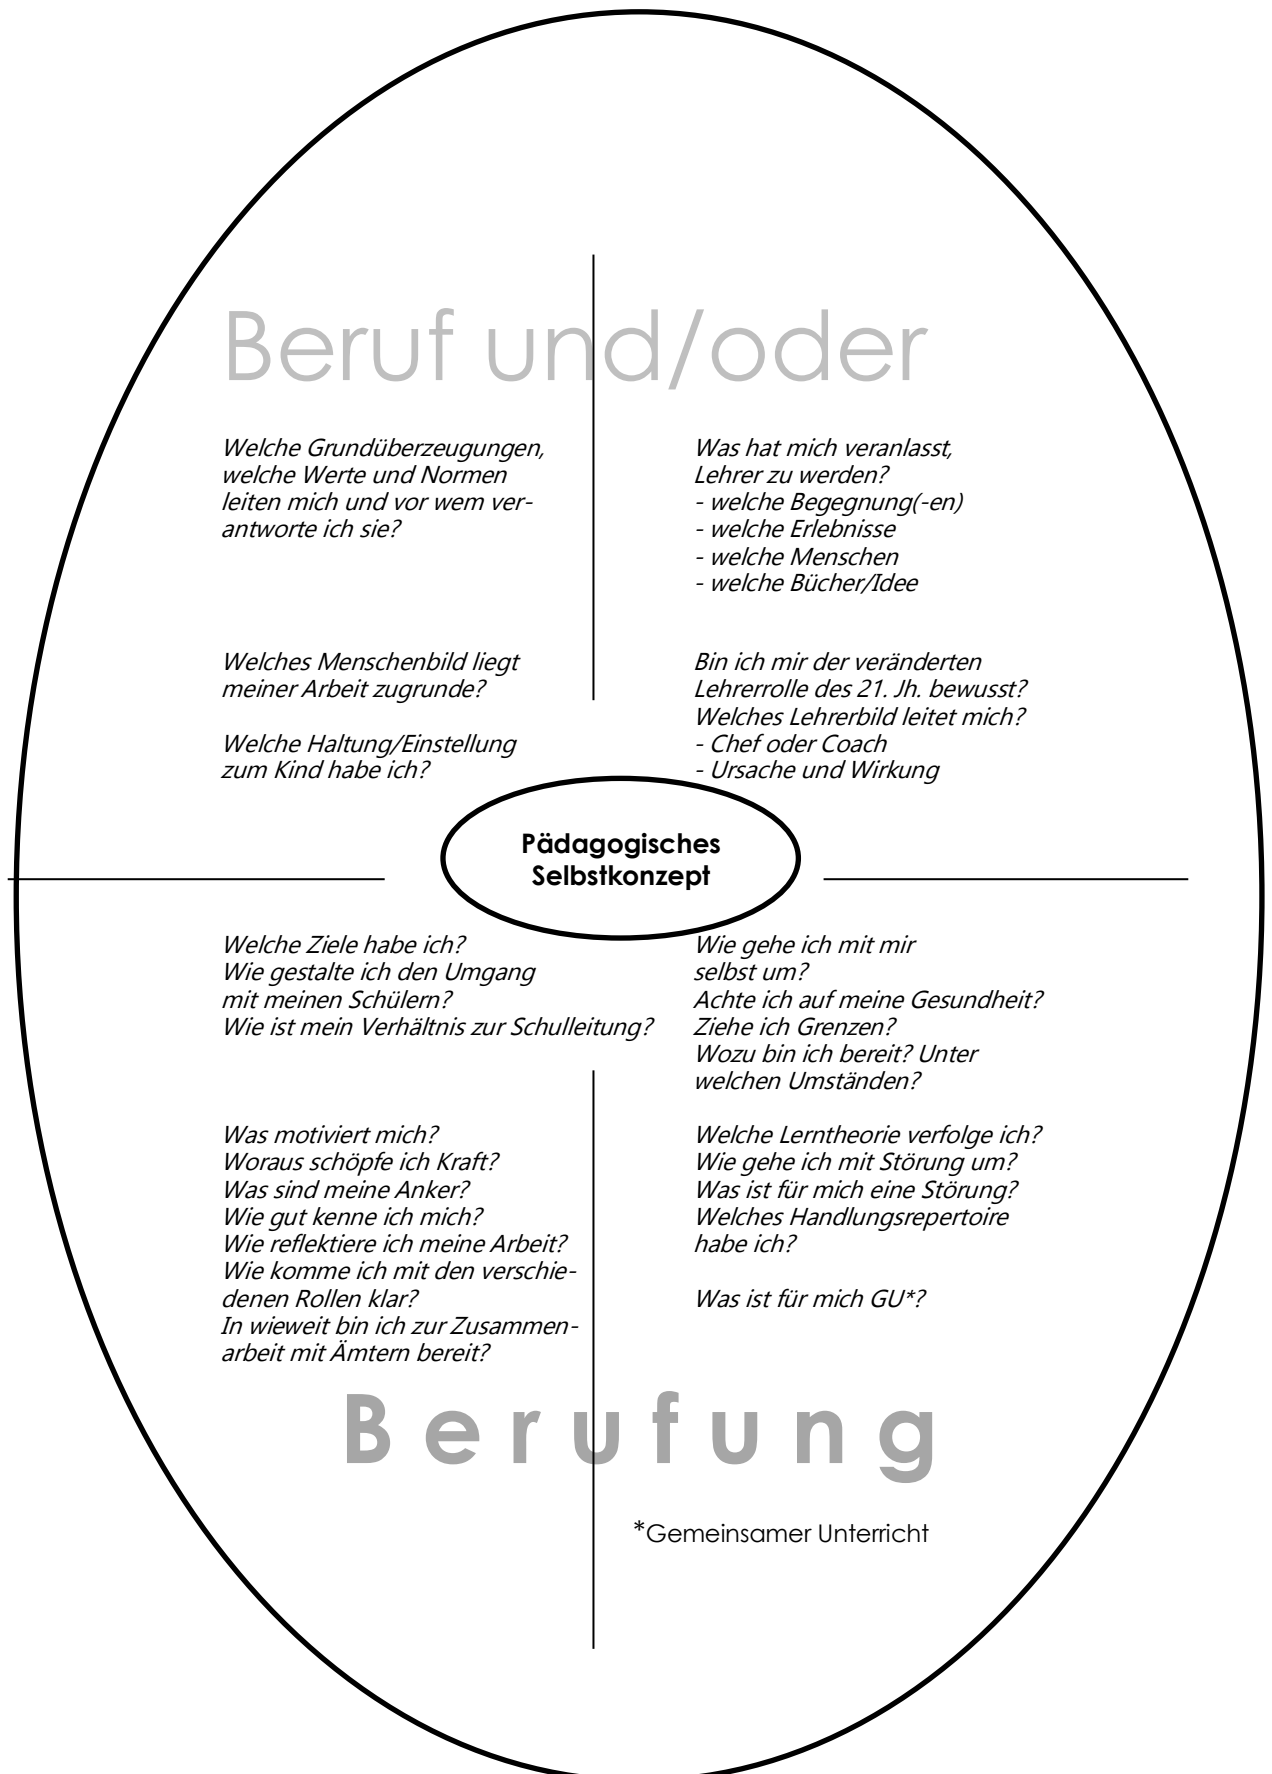 Beruf und/oder
Welche Grundüberzeugungen,
welche Werte und Normen
leiten mich und vor wem ver-
antworte ich sie?
Welches Menschenbild liegt
meiner Arbeit zugrunde?
Welche Haltung/Einstellung
zum Kind habe ich?
Was hat mich veranlasst,
Lehrer zu werden?
- welche Begegnung(-en)
- welche Erlebnisse
- welche Menschen
- welche Bücher/Idee
Bin ich mir der veränderten
Lehrerrolle des 21. Jh. bewusst?
Welches Lehrerbild leitet mich?
- Chef oder Coach
- Ursache und Wirkung
Pädagogisches
Selbstkonzept
Welche Ziele habe ich?
Wie gestalte ich den Umgang
mit meinen Schülern?
Wie ist mein Verhältnis zur Schulleitung?
Was motiviert mich?
Woraus schöpfe ich Kraft?
Was sind meine Anker?
Wie gut kenne ich mich?
Wie reflektiere ich meine Arbeit?
Wie komme ich mit den verschie-
denen Rollen klar?
In wieweit bin ich zur Zusammen-
arbeit mit Ämtern bereit?
Wie gehe ich mit mir
selbst um?
Achte ich auf meine Gesundheit?
Ziehe ich Grenzen?
Wozu bin ich bereit? Unter
welchen Umständen?
Welche Lerntheorie verfolge ich?
Wie gehe ich mit Störung um?
Was ist für mich eine Störung?
Welches Handlungsrepertoire
habe ich?
Was ist für mich GU*?
Berufung
*Gemeinsamer Unterricht